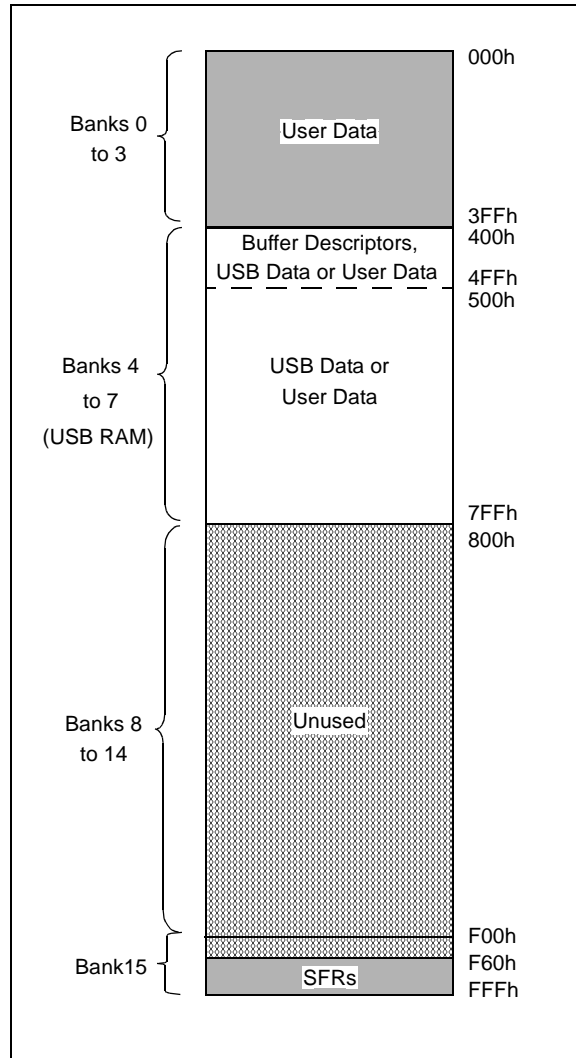 000h
Banks 0
to 3
User Data
3FFh
400h
Buffer Descriptors,
USB Data or User Data
4FFh
500h
Banks 4
to 7
(USB RAM)
USB Data or
User Data
7FFh
800h
Banks 8
to 14
Unused
F00h
Bank15
F60h
SFRs
FFFh